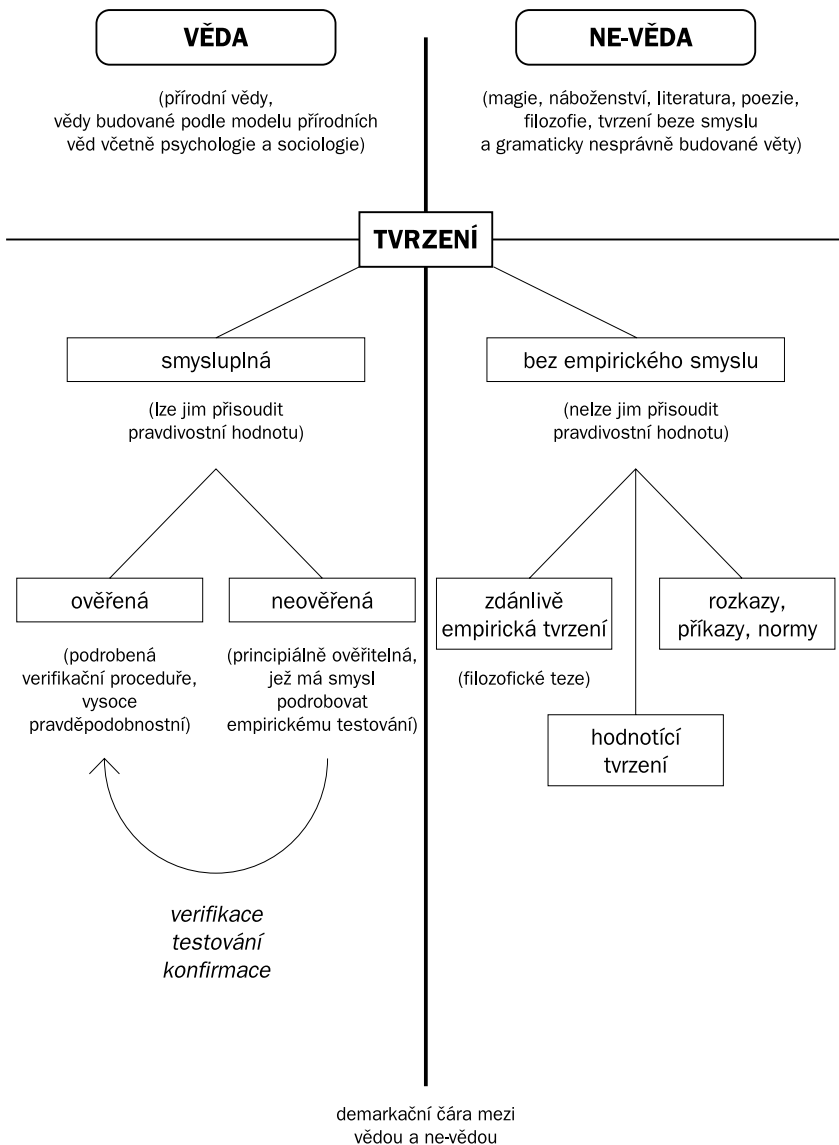 VĚDA
NE-VĚDA
(přírodní vědy,
vědy budované podle modelu přírodních
věd včetně psychologie a sociologie)
(magie, náboženství, literatura, poezie,
filozofie, tvrzení beze smyslu
a gramaticky nesprávně budované věty)
TVRZENÍ
smysluplná
bez empirického smyslu
(lze jim přisoudit
pravdivostní hodnotu)
(nelze jim přisoudit
pravdivostní hodnotu)
ověřená
neověřená
zdánlivě
empirická tvrzení
rozkazy,
příkazy, normy
(podrobená
verifikační proceduře,
vysoce
pravděpodobnostní)
(principiálně ověřitelná,
jež má smysl
podrobovat
empirickému testování)
(filozofické teze)
hodnotící
tvrzení
verifikace
testování
konfirmace
demarkační čára mezi
vědou a ne-vědou